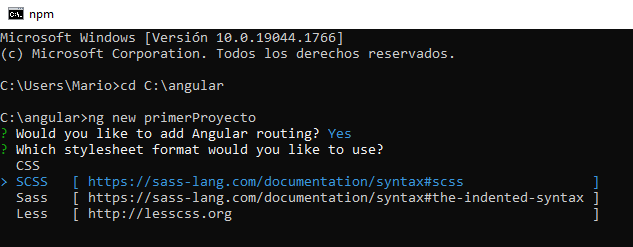 npm
Microsoft Windows [Versión 10.0.19044.1766]
(c) Microsoft Corporation. Todos los derechos reservados.
C:\Users\Mario>cd C:\angular
C:\angular>ng new primerProyecto
? Would you like to add Angular routing? Yes
? Which stylesheet format would you like to use?
CSS
> SCSS   [ https://sass-lang.com/documentation/syntax#scss                ]
Sass   [ https://sass-lang.com/documentation/syntax#the-indented-syntax ]
Less   [ http://lesscss.org                                             ]